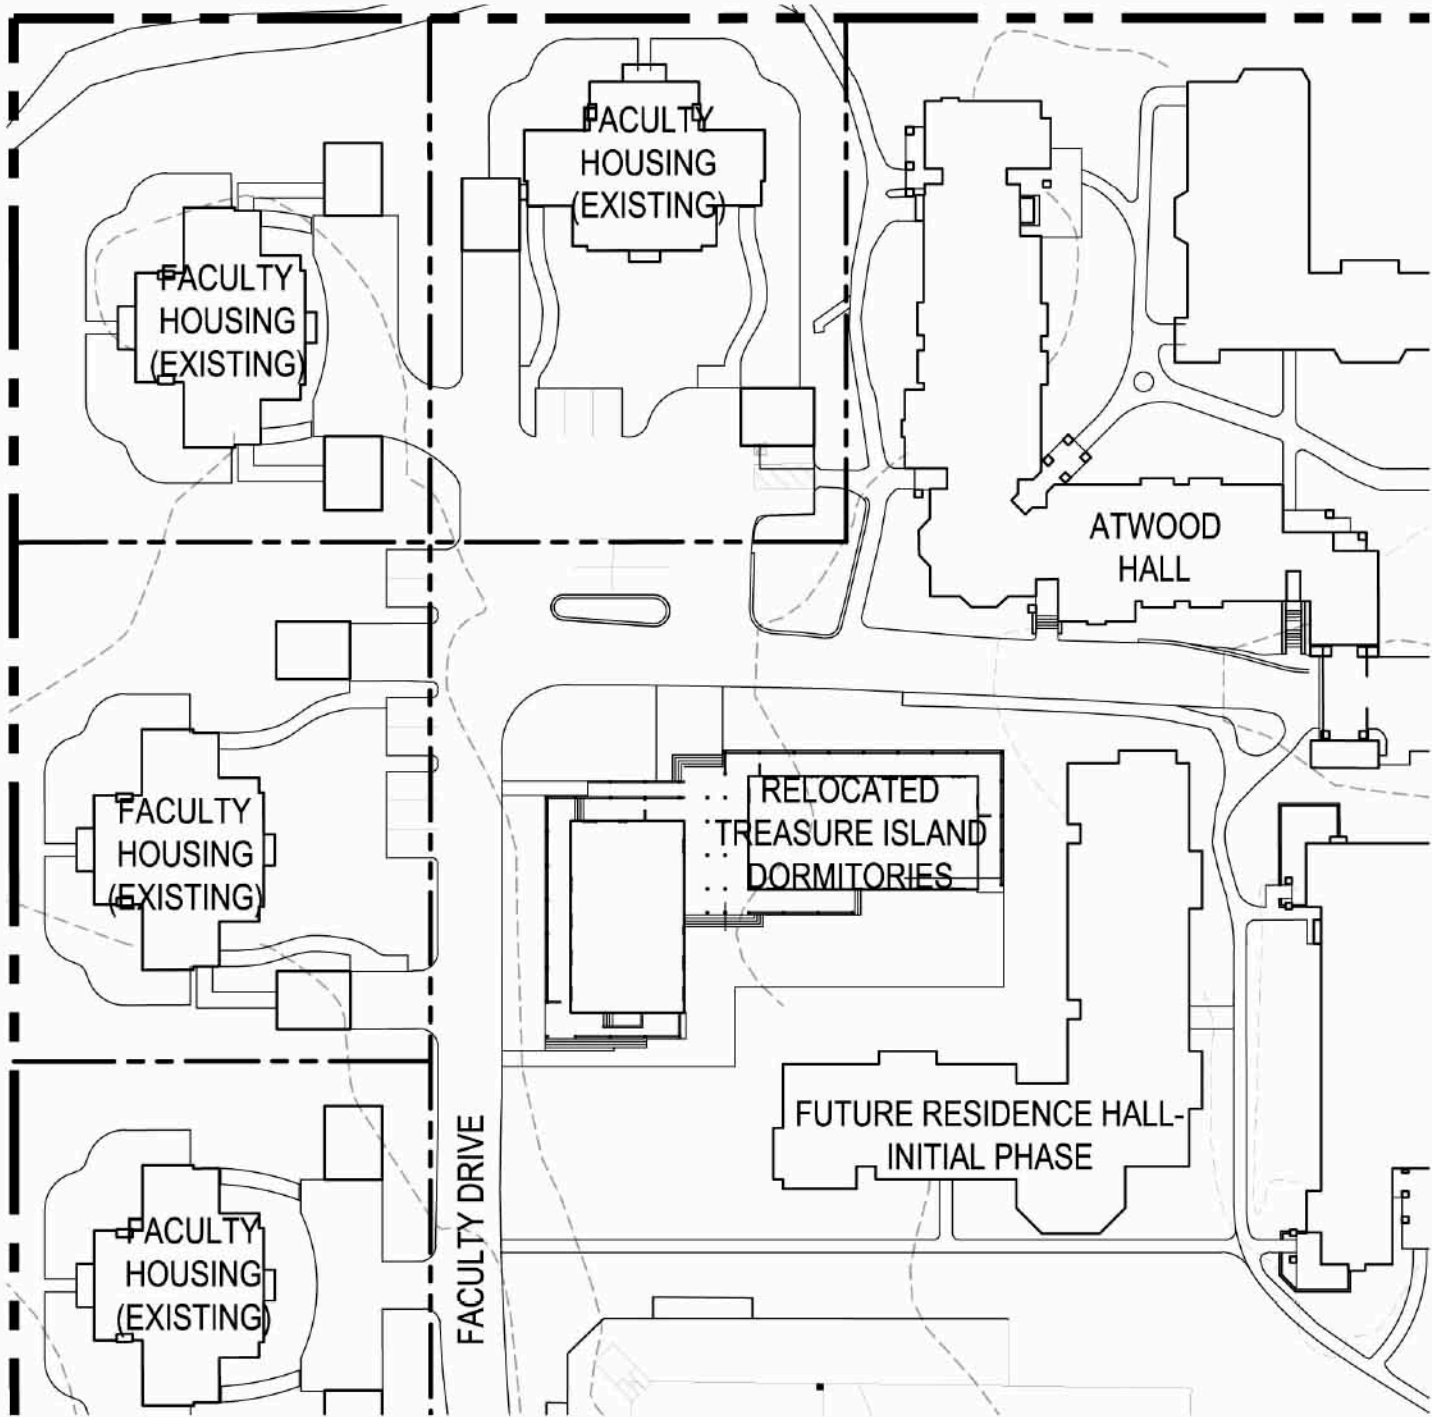 FACULTY
HOUSING
(EXISTING)
FACULTY
HOUSING
(EXISTING)
ATWOOD
HALL
FACULTY
HOUSING
(EXISTING)
RELOCATED
TREASURE ISLAND
DORMITORIES
FUTURE RESIDENCE HALL-
INITIAL PHASE
FACULTY DRIVE
FACULTY
HOUSING
(EXISTING)